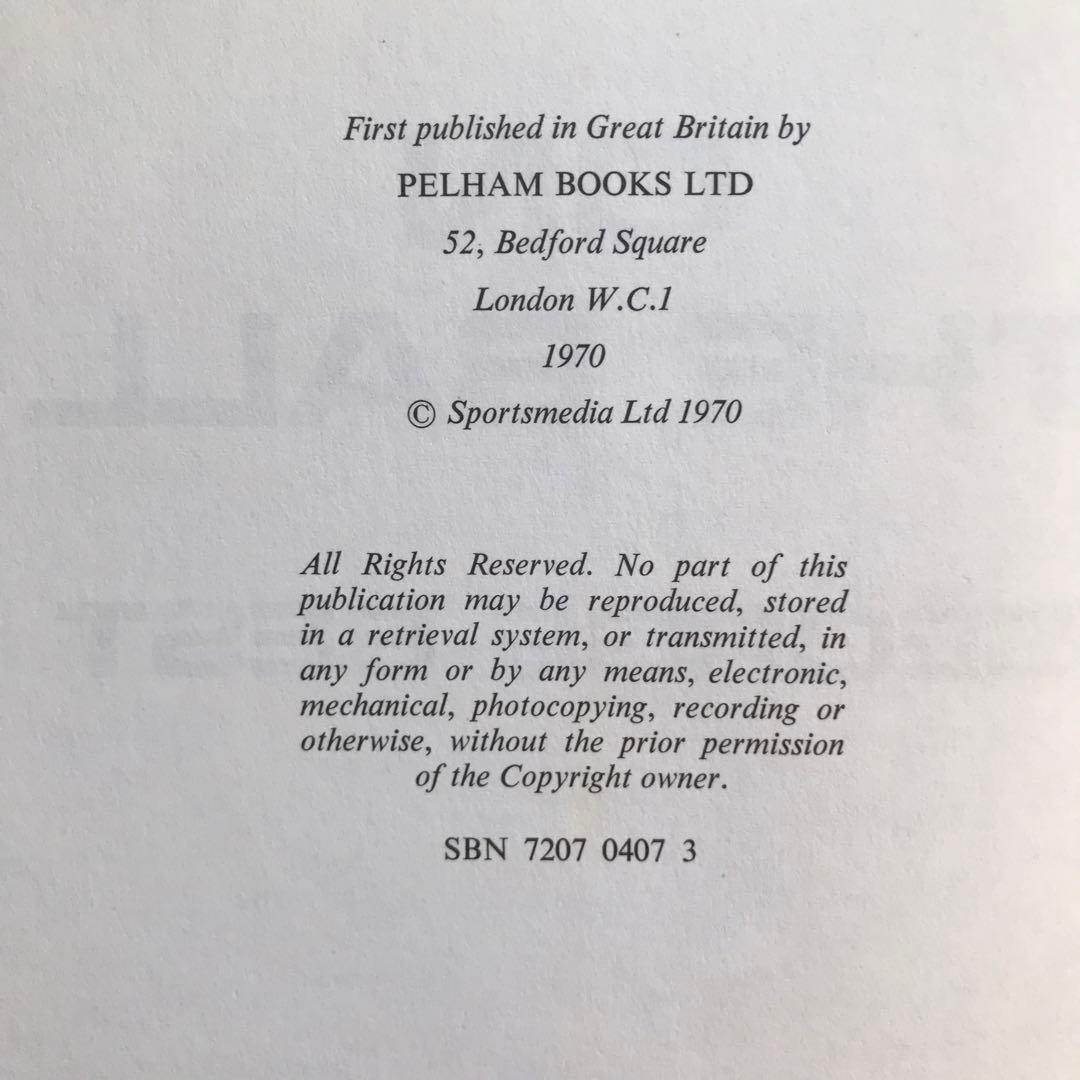 First published in Great Britain by
PELHAM BOOKS LTD
52, Bedford Square
London W.C.1
1970
© Sportsmedia Ltd 1970
All Rights Reserved. No part of this
publication may be reproduced, stored
in a retrieval system, or transmitted, in
any form or by any means, electronic,
mechanical, photocopying, recording or
otherwise, without the prior permission
of the Copyright owner.
SBN 7207 0407 3